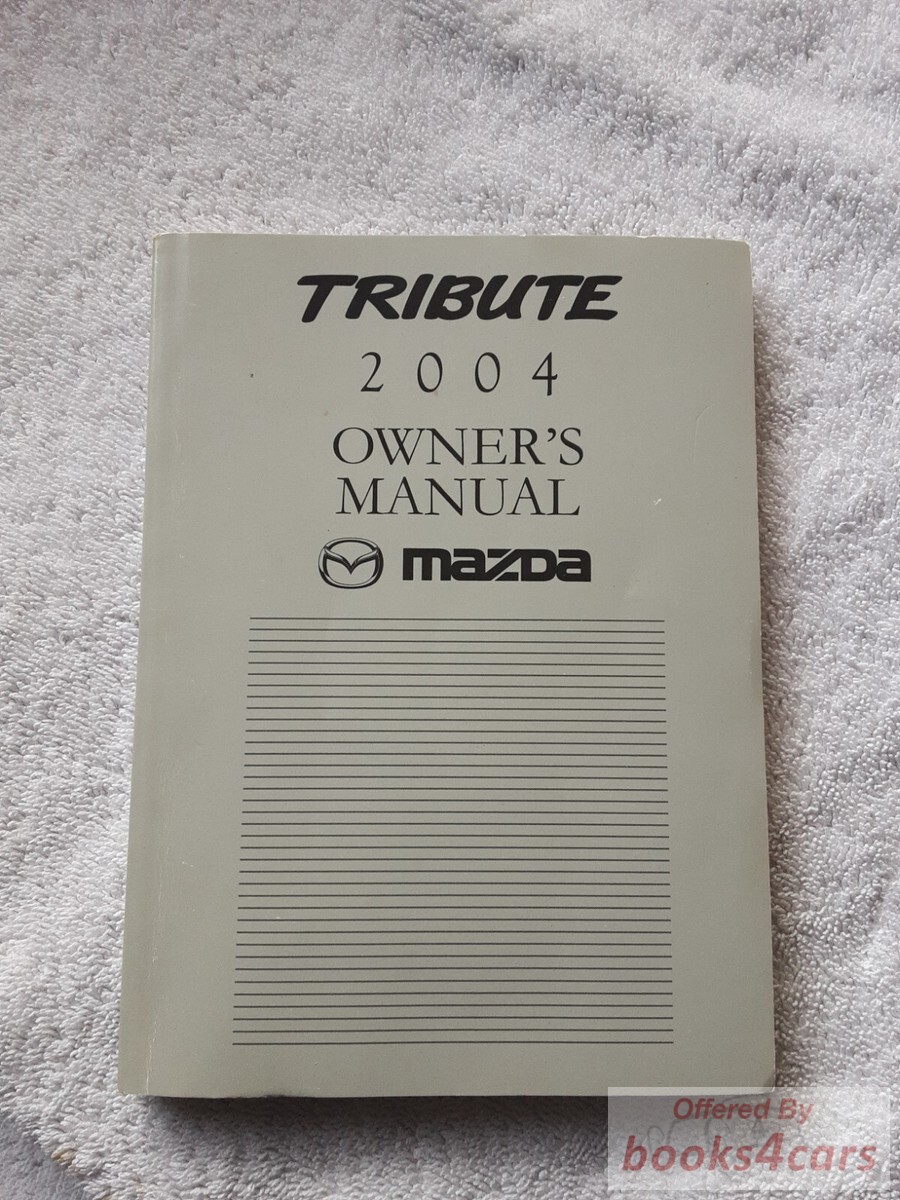 TRIBUTE
2004
OWNER'S
MANUAL
mazda
Offered By
books4cars